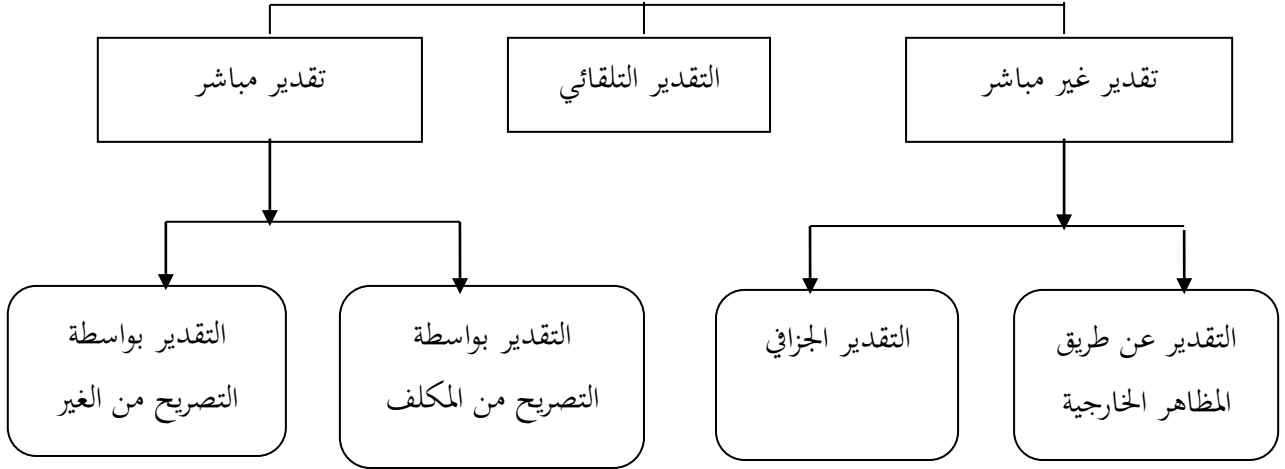 تقدير غير مباشر
التقدير التلقائي
تقدير مباشر
التقدير عن طريق
المظاهر الخارجية
التقدير الجزافي
التقدير بواسطة
التصريح من المكلف
التقدير بواسطة
التصريح من الغير